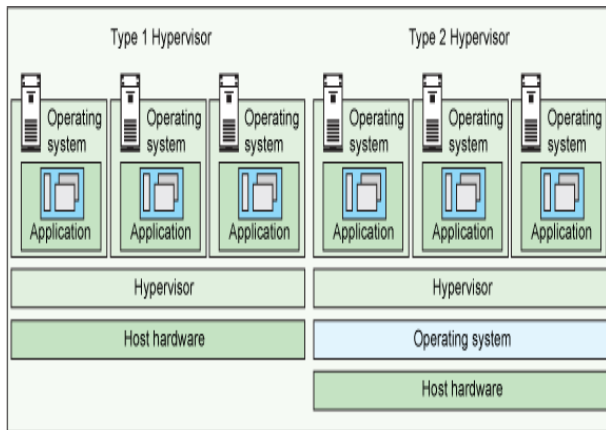 Type 1 Hypervisor
Operating
system
Application
Operating
system
Application
Operating
system
Application
Hypervisor
Host hardware
Type 2 Hypervisor
Operating
system
Application
Operating
system
Application
Operating
system
Application
Hypervisor
Operating system
Host hardware